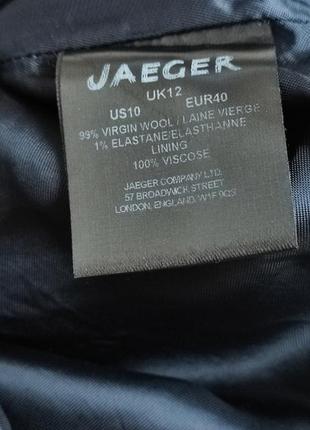 JAEGER
UK12
US10 EUR40
99% VIRGIN WOOL / LAINE VIERGE
1% ELASTANE/ELASTHANNE
LINING
100% VISCOSE
JAEGER COMPANY LTD.
57 BROADWICK STREET
LONDON, ENGLAND, W1F 9QS